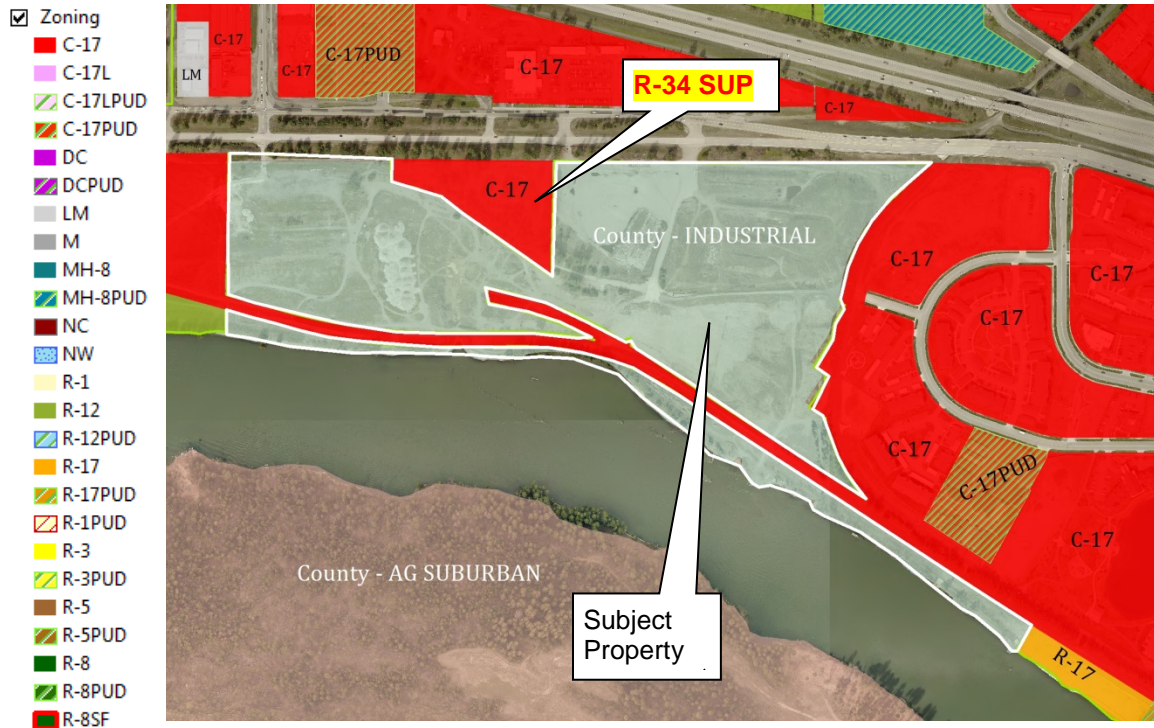 Zoning
C-17
C-17L
C-17LPUD
C-17PUD
DC
DCPUD
LM
M
MH-8
MH-8PUD
NC
NW
R-1
R-12
R-12PUD
R-17
R-17PUD
R-1PUD
R-3
R-3PUD
R-5
R-5PUD
R-8
R-8PUD
R-8SF
LM
C-17
C-17
C-17PUD
C-17
C-17
R-34 SUP
C-17
County - INDUSTRIAL
C-17
C-17
C-17
C-17
C-17PUD
C-17
County - AG SUBURBAN
Subject
Property
R-17